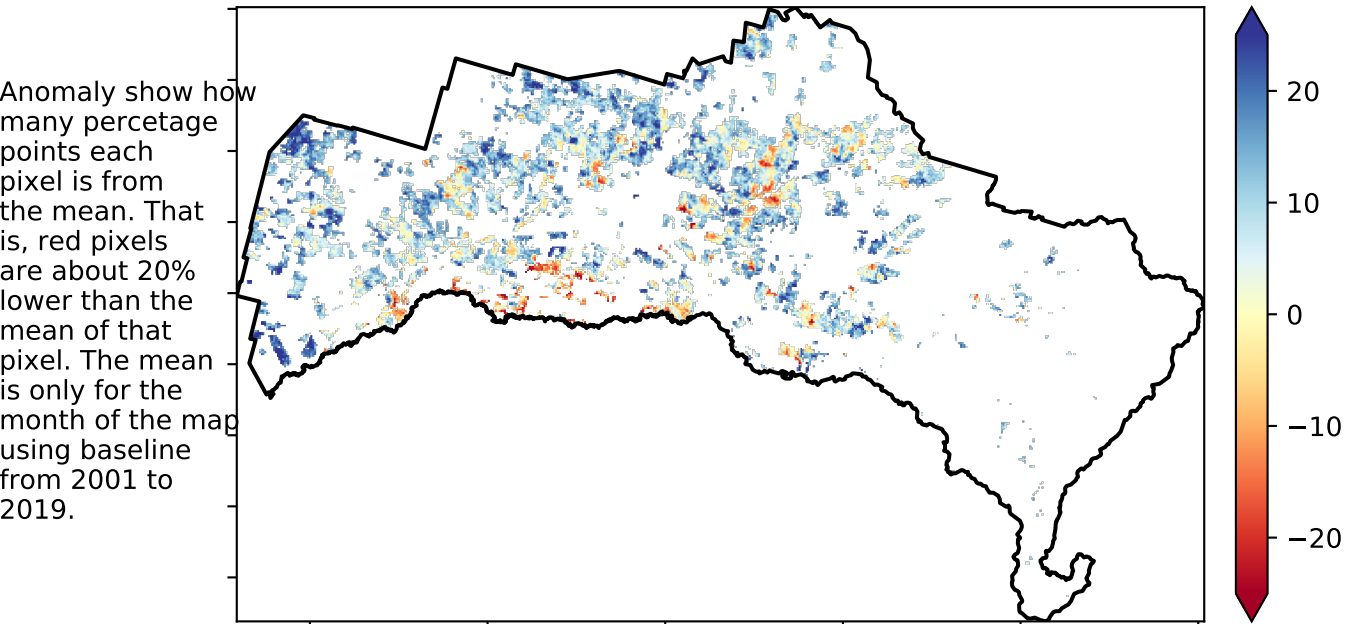 Anomaly show how
many percetage
points each
pixel is from
the mean. That
is, red pixels
are about 20%
lower than the
mean of that
pixel. The mean
is only for the
month of the map
using baseline
from 2001 to
2019.
20
10
0
−10
−20